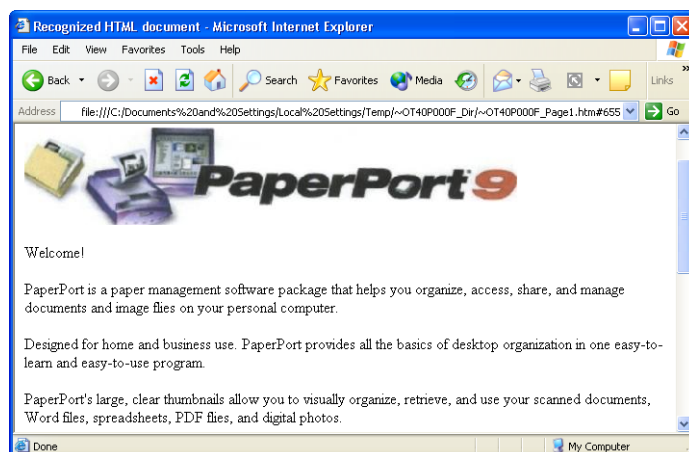 Recognized HTML document - Microsoft Internet Explorer
File Edit View Favorites Tools Help
Back Search Favorites Media Links »
Address file:///C:/Documents%20and%20Settings/Local%20Settings/Temp/~OT40P000F_Dir/~OT40P000F_Page1.htm#655 Go
PaperPort 9
Welcome!
PaperPort is a paper management software package that helps you organize, access, share, and manage
documents and image flies on your personal computer.
Designed for home and business use. PaperPort provides all the basics of desktop organization in one easy-to-
learn and easy-to-use program.
PaperPort's large, clear thumbnails allow you to visually organize, retrieve, and use your scanned documents,
Word files, spreadsheets, PDF flies, and digital photos.
Done My Computer